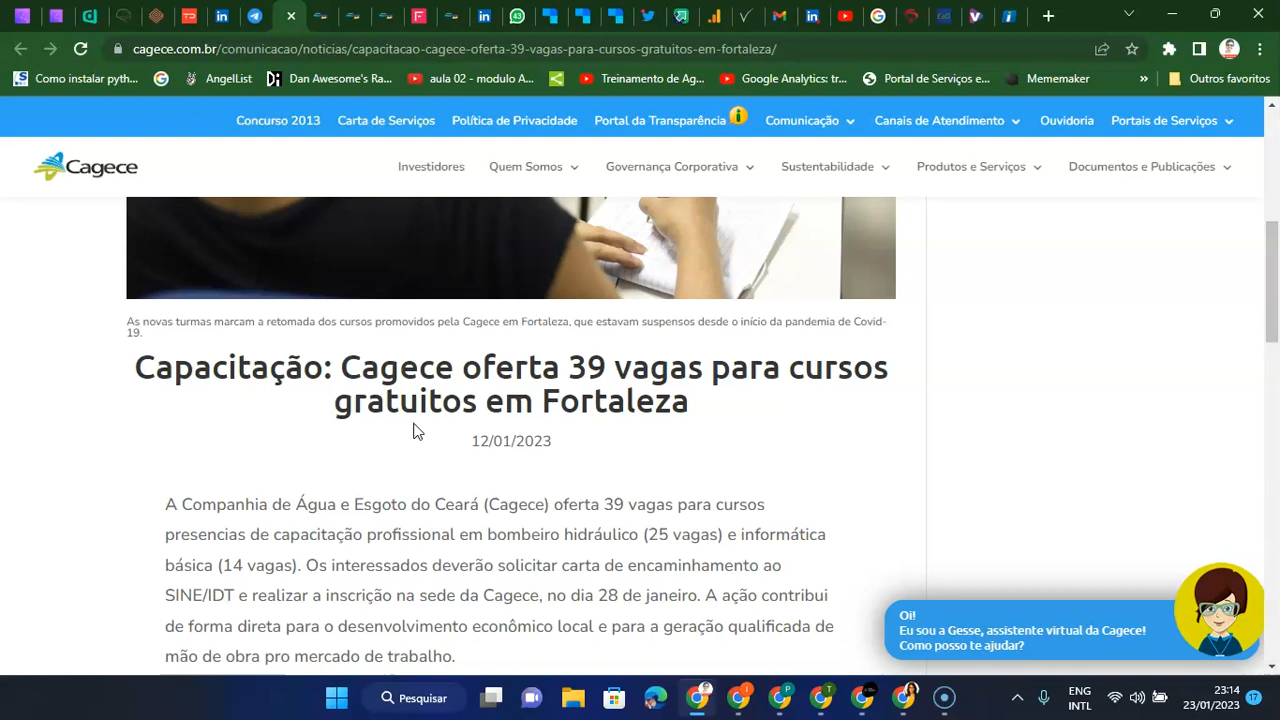 cagece.com.br/comunicacao/noticias/capacitacao-cagece-oferta-39-vagas-para-cursos-gratuitos-em-fortaleza/
Como instalar pyth... AngelList Dan Awesome's Ra... aula 02 - modulo A... Treinamento de Ag... Google Analytics: tr... Portal de Serviços e... Mememaker » Outros favoritos
Concurso 2013 Carta de Serviços Política de Privacidade Portal da Transparência Comunicação Canais de Atendimento Ouvidoria Portais de Serviços
Cagece Investidores Quem Somos Governança Corporativa Sustentabilidade Produtos e Serviços Documentos e Publicações
As novas turmas marcam a retomada dos cursos promovidos pela Cagece em Fortaleza, que estavam suspensos desde o início da pandemia de Covid-
19.
Capacitação: Cagece oferta 39 vagas para cursos
gratuitos em Fortaleza
12/01/2023
A Companhia de Água e Esgoto do Ceará (Cagece) oferta 39 vagas para cursos
presencias de capacitação profissional em bombeiro hidráulico (25 vagas) e informática
básica (14 vagas). Os interessados deverão solicitar carta de encaminhamento ao
SINE/IDT e realizar a inscrição na sede da Cagece, no dia 28 de janeiro. A ação contribui
de forma direta para o desenvolvimento econômico local e para a geração qualificada de
mão de obra pro mercado de trabalho.
Oi!
Eu sou a Gesse, assistente virtual da Cagece!
Como posso te ajudar?
Pesquisar
ENG
INTL
23:14
23/01/2023
17